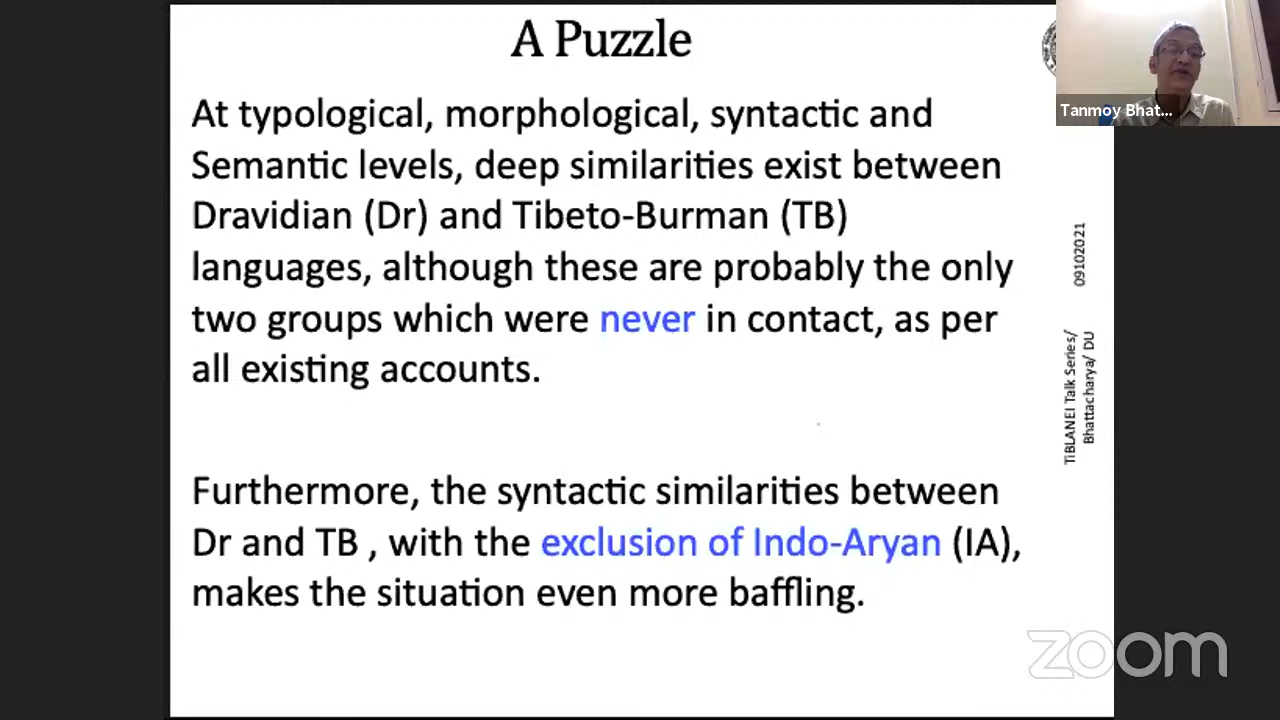 A Puzzle
At typological, morphological, syntactic and
Semantic levels, deep similarities exist between
Dravidian (Dr) and Tibeto-Burman (TB)
languages, although these are probably the only
two groups which were never in contact, as per
all existing accounts.
Furthermore, the syntactic similarities between
Dr and TB , with the exclusion of Indo-Aryan (IA),
makes the situation even more baffling.
Tanmoy Bhat...
TiBLANEI Talk Series/ 09102021
Bhattacharya/ DU
zoom